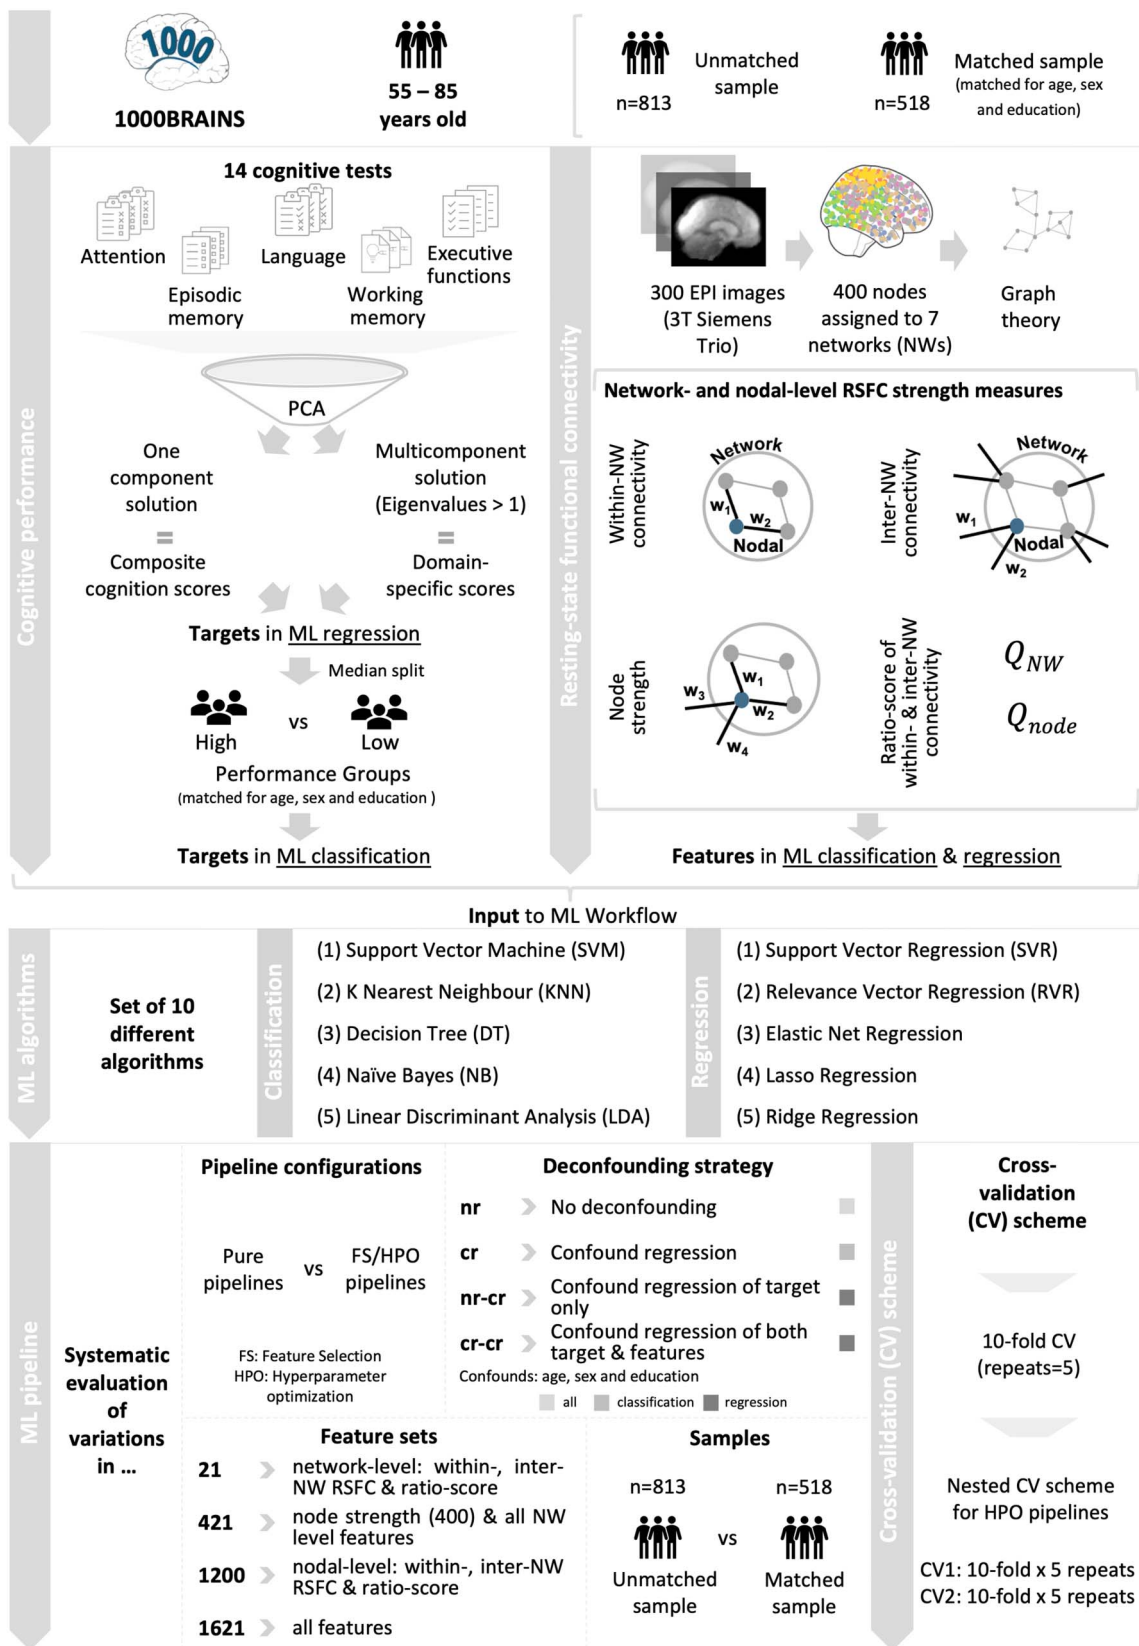 1000
1000BRAINS
55 – 85
years old
n=813
Unmatched
sample
n=518
Matched sample
(matched for age, sex
and education)
Cognitive performance
14 cognitive tests
Attention
Episodic
memory
Language
Working
memory
Executive
functions
PCA
One
component
solution
=
Composite
cognition scores
Multicomponent
solution
(Eigenvalues > 1)
=
Domain-
specific scores
Targets in ML regression
Median split
High
vs
Low
Performance Groups
(matched for age, sex and education )
Targets in ML classification
Resting-state functional connectivity
300 EPI images
(3T Siemens
Trio)
400 nodes
assigned to 7
networks (NWs)
Graph
theory
Network- and nodal-level RSFC strength measures
Within-NW
connectivity
Network
w1
w2
Nodal
Inter-NW
connectivity
Network
w1
Nodal
w2
Node
strength
w1
w3
w2
w4
Ratio-score of
within- & inter-NW
connectivity
QNW
Qnode
Features in ML classification & regression
Input to ML Workflow
ML algorithms
Set of 10
different
algorithms
Classification
(1) Support Vector Machine (SVM)
(2) K Nearest Neighbour (KNN)
(3) Decision Tree (DT)
(4) Naïve Bayes (NB)
(5) Linear Discriminant Analysis (LDA)
Regression
(1) Support Vector Regression (SVR)
(2) Relevance Vector Regression (RVR)
(3) Elastic Net Regression
(4) Lasso Regression
(5) Ridge Regression
ML pipeline
Systematic
evaluation
of
variations
in ...
Pipeline configurations
Pure
pipelines
vs
FS/HPO
pipelines
FS: Feature Selection
HPO: Hyperparameter
optimization
Deconfounding strategy
nr No deconfounding
cr Confound regression
nr-cr Confound regression of target
only
cr-cr Confound regression of both
target & features
Confounds: age, sex and education
all classification regression
Feature sets
21 network-level: within-, inter-
NW RSFC & ratio-score
421 node strength (400) & all NW
level features
1200 nodal-level: within-, inter-NW
RSFC & ratio-score
1621 all features
Samples
n=813
n=518
vs
Unmatched
sample
Matched
sample
Cross-validation (CV) scheme
Cross-
validation
(CV) scheme
10-fold CV
(repeats=5)
Nested CV scheme
for HPO pipelines
CV1: 10-fold x 5 repeats
CV2: 10-fold x 5 repeats